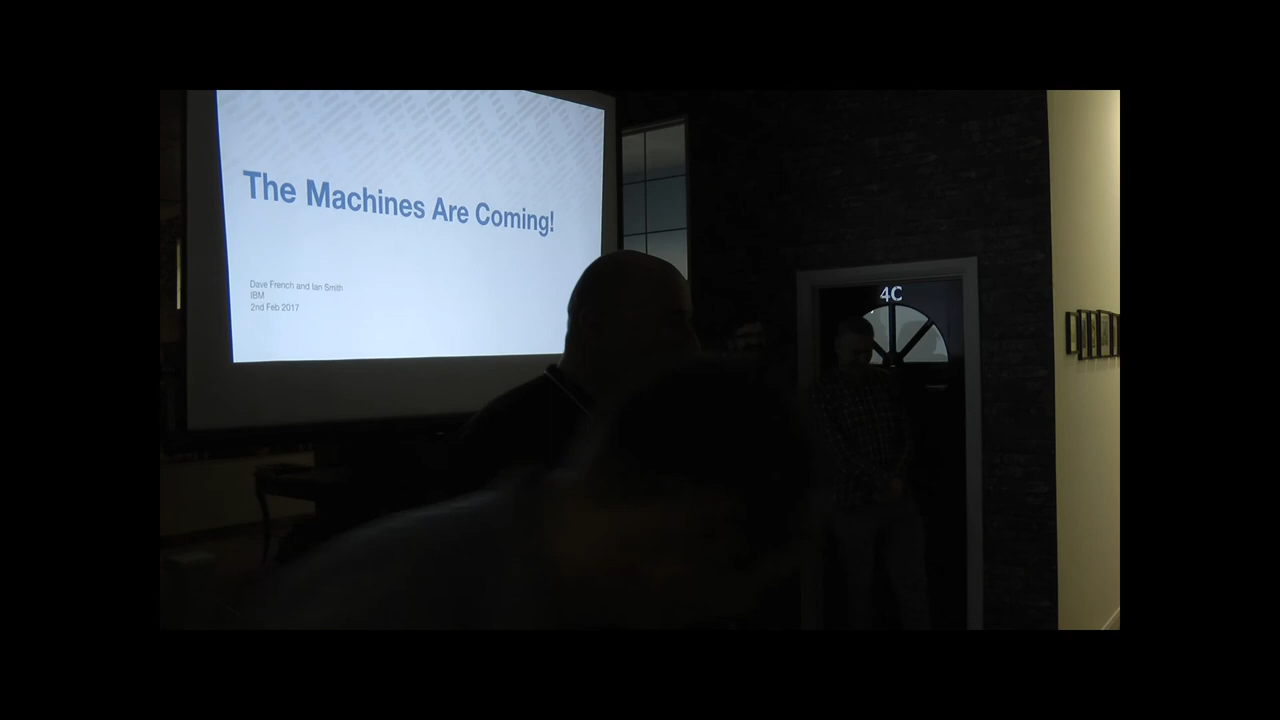 The Machines Are Coming!
Dave French and Ian Smith
IBM
2nd Feb 2017
4C